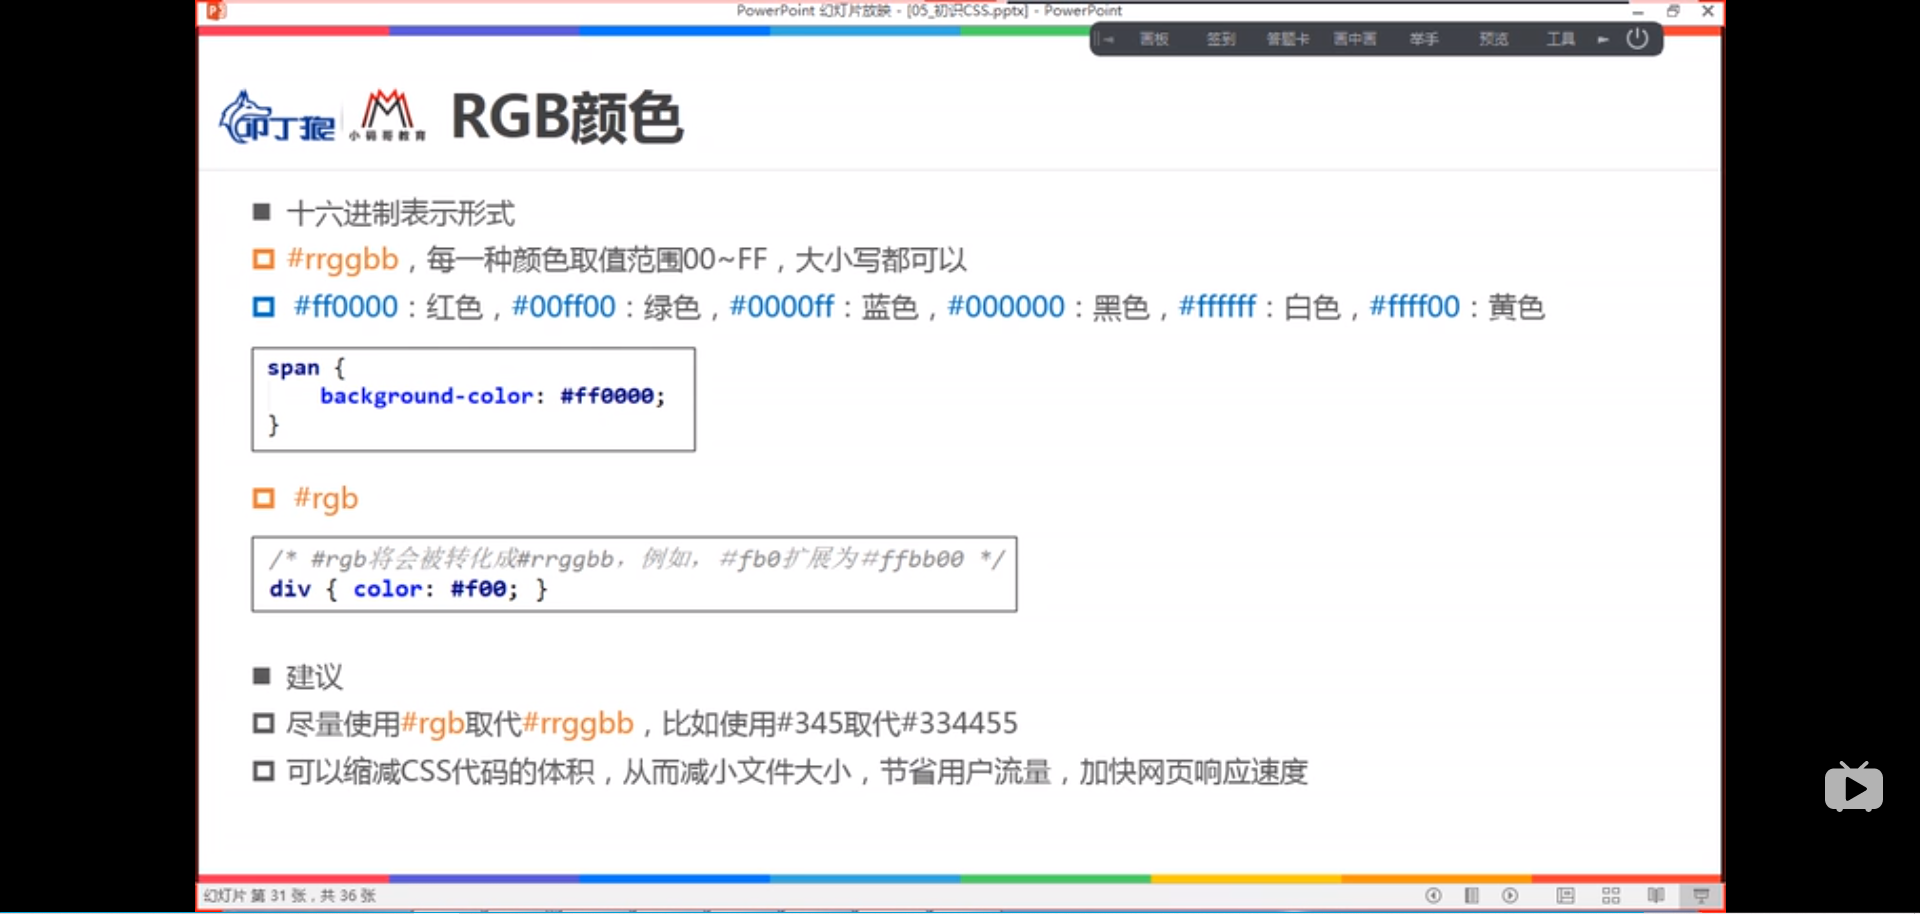 PowerPoint 幻灯片放映 - [05_初识CSS.pptx] - PowerPoint
画板 签到 答题卡 画中画 举手 预览 工具
叩丁狼 小码哥教育 RGB颜色
十六进制表示形式
#rrggbb，每一种颜色取值范围00~FF，大小写都可以
#ff0000：红色，#00ff00：绿色，#0000ff：蓝色，#000000：黑色，#ffffff：白色，#ffff00：黄色
span {
background-color: #ff0000;
}
#rgb
/* #rgb将会被转化成#rrggbb，例如，#fb0扩展为#ffbb00 */
div { color: #f00; }
建议
尽量使用#rgb取代#rrggbb，比如使用#345取代#334455
可以缩减CSS代码的体积，从而减小文件大小，节省用户流量，加快网页响应速度
幻灯片 第 31 张，共 36 张